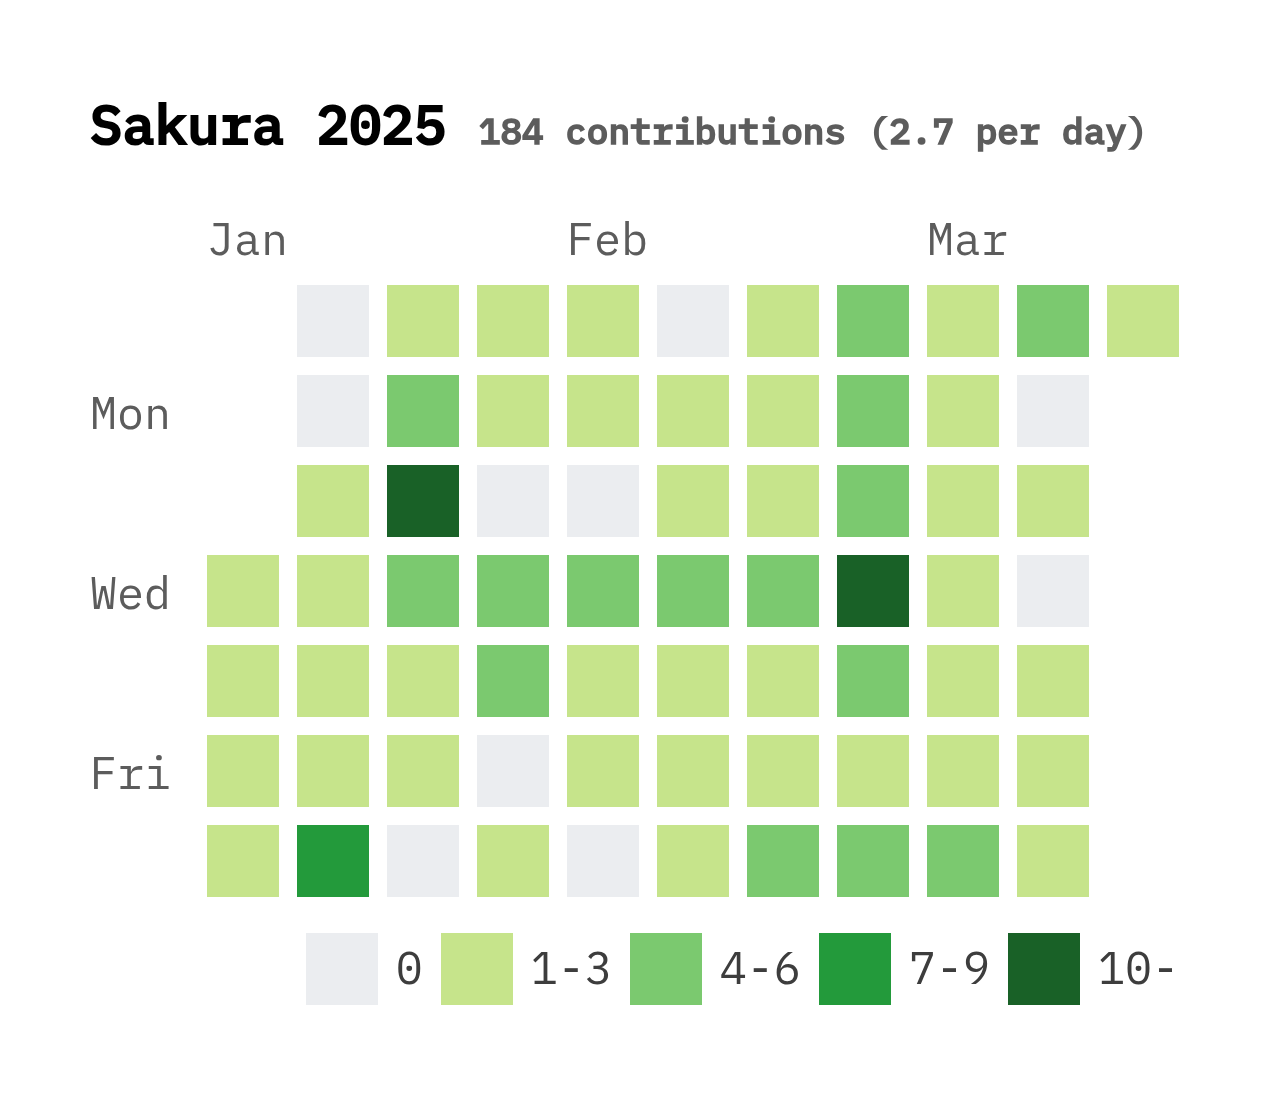 Sakura 2025 184 contributions (2.7 per day)
Jan Feb Mar
Mon
Wed
Fri
0 1-3 4-6 7-9 10-